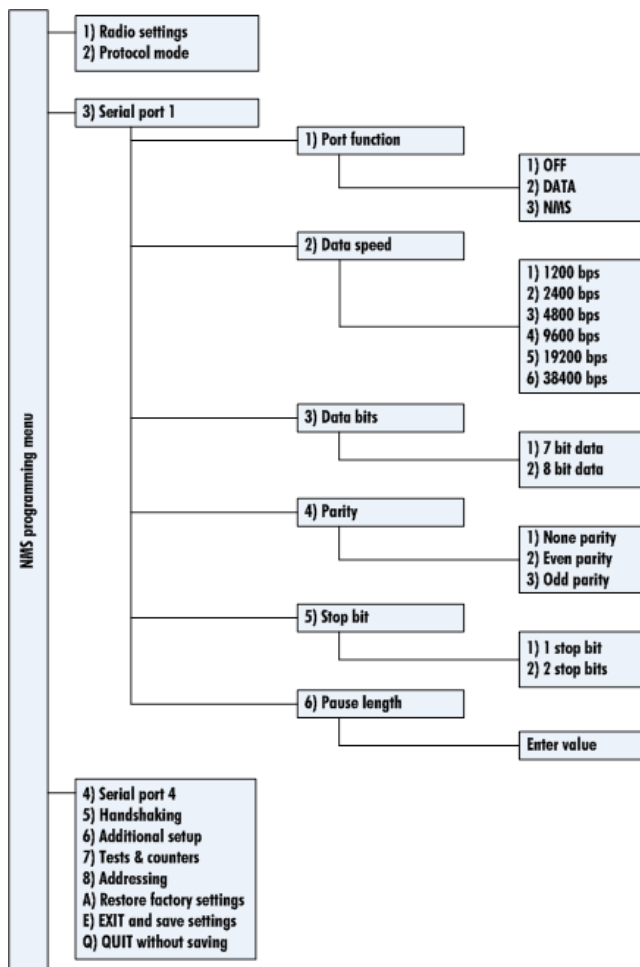 NMS programming menu
1) Radio settings
2) Protocol mode
3) Serial port 1
1) Port function
1) OFF
2) DATA
3) NMS
2) Data speed
1) 1200 bps
2) 2400 bps
3) 4800 bps
4) 9600 bps
5) 19200 bps
6) 38400 bps
3) Data bits
1) 7 bit data
2) 8 bit data
4) Parity
1) None parity
2) Even parity
3) Odd parity
5) Stop bit
1) 1 stop bit
2) 2 stop bits
6) Pause length
Enter value
4) Serial port 4
5) Handshaking
6) Additional setup
7) Tests & counters
8) Addressing
A) Restore factory settings
E) EXIT and save settings
Q) QUIT without saving